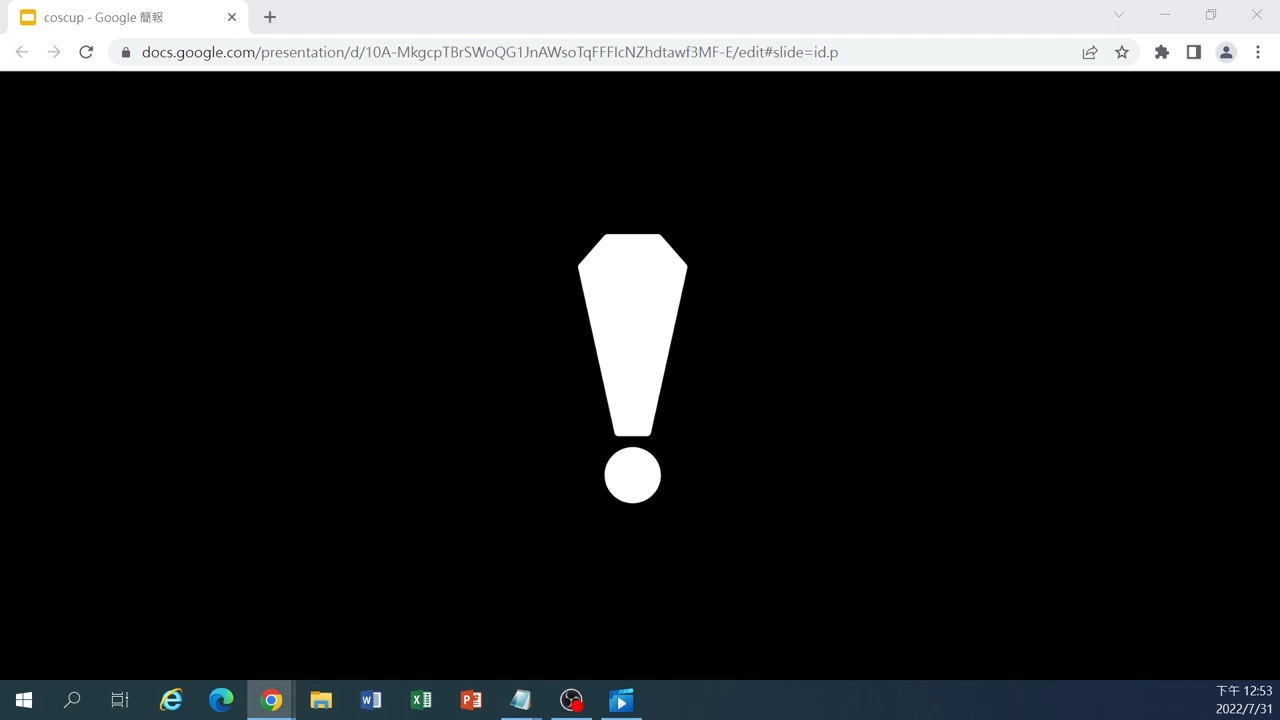 coscup - Google 簡報
docs.google.com/presentation/d/10A-MkgcpTBrSWoQG1JnAWsoTqFFFIcNZhdtawf3MF-E/edit#slide=id.p
!
下午 12:53
2022/7/31